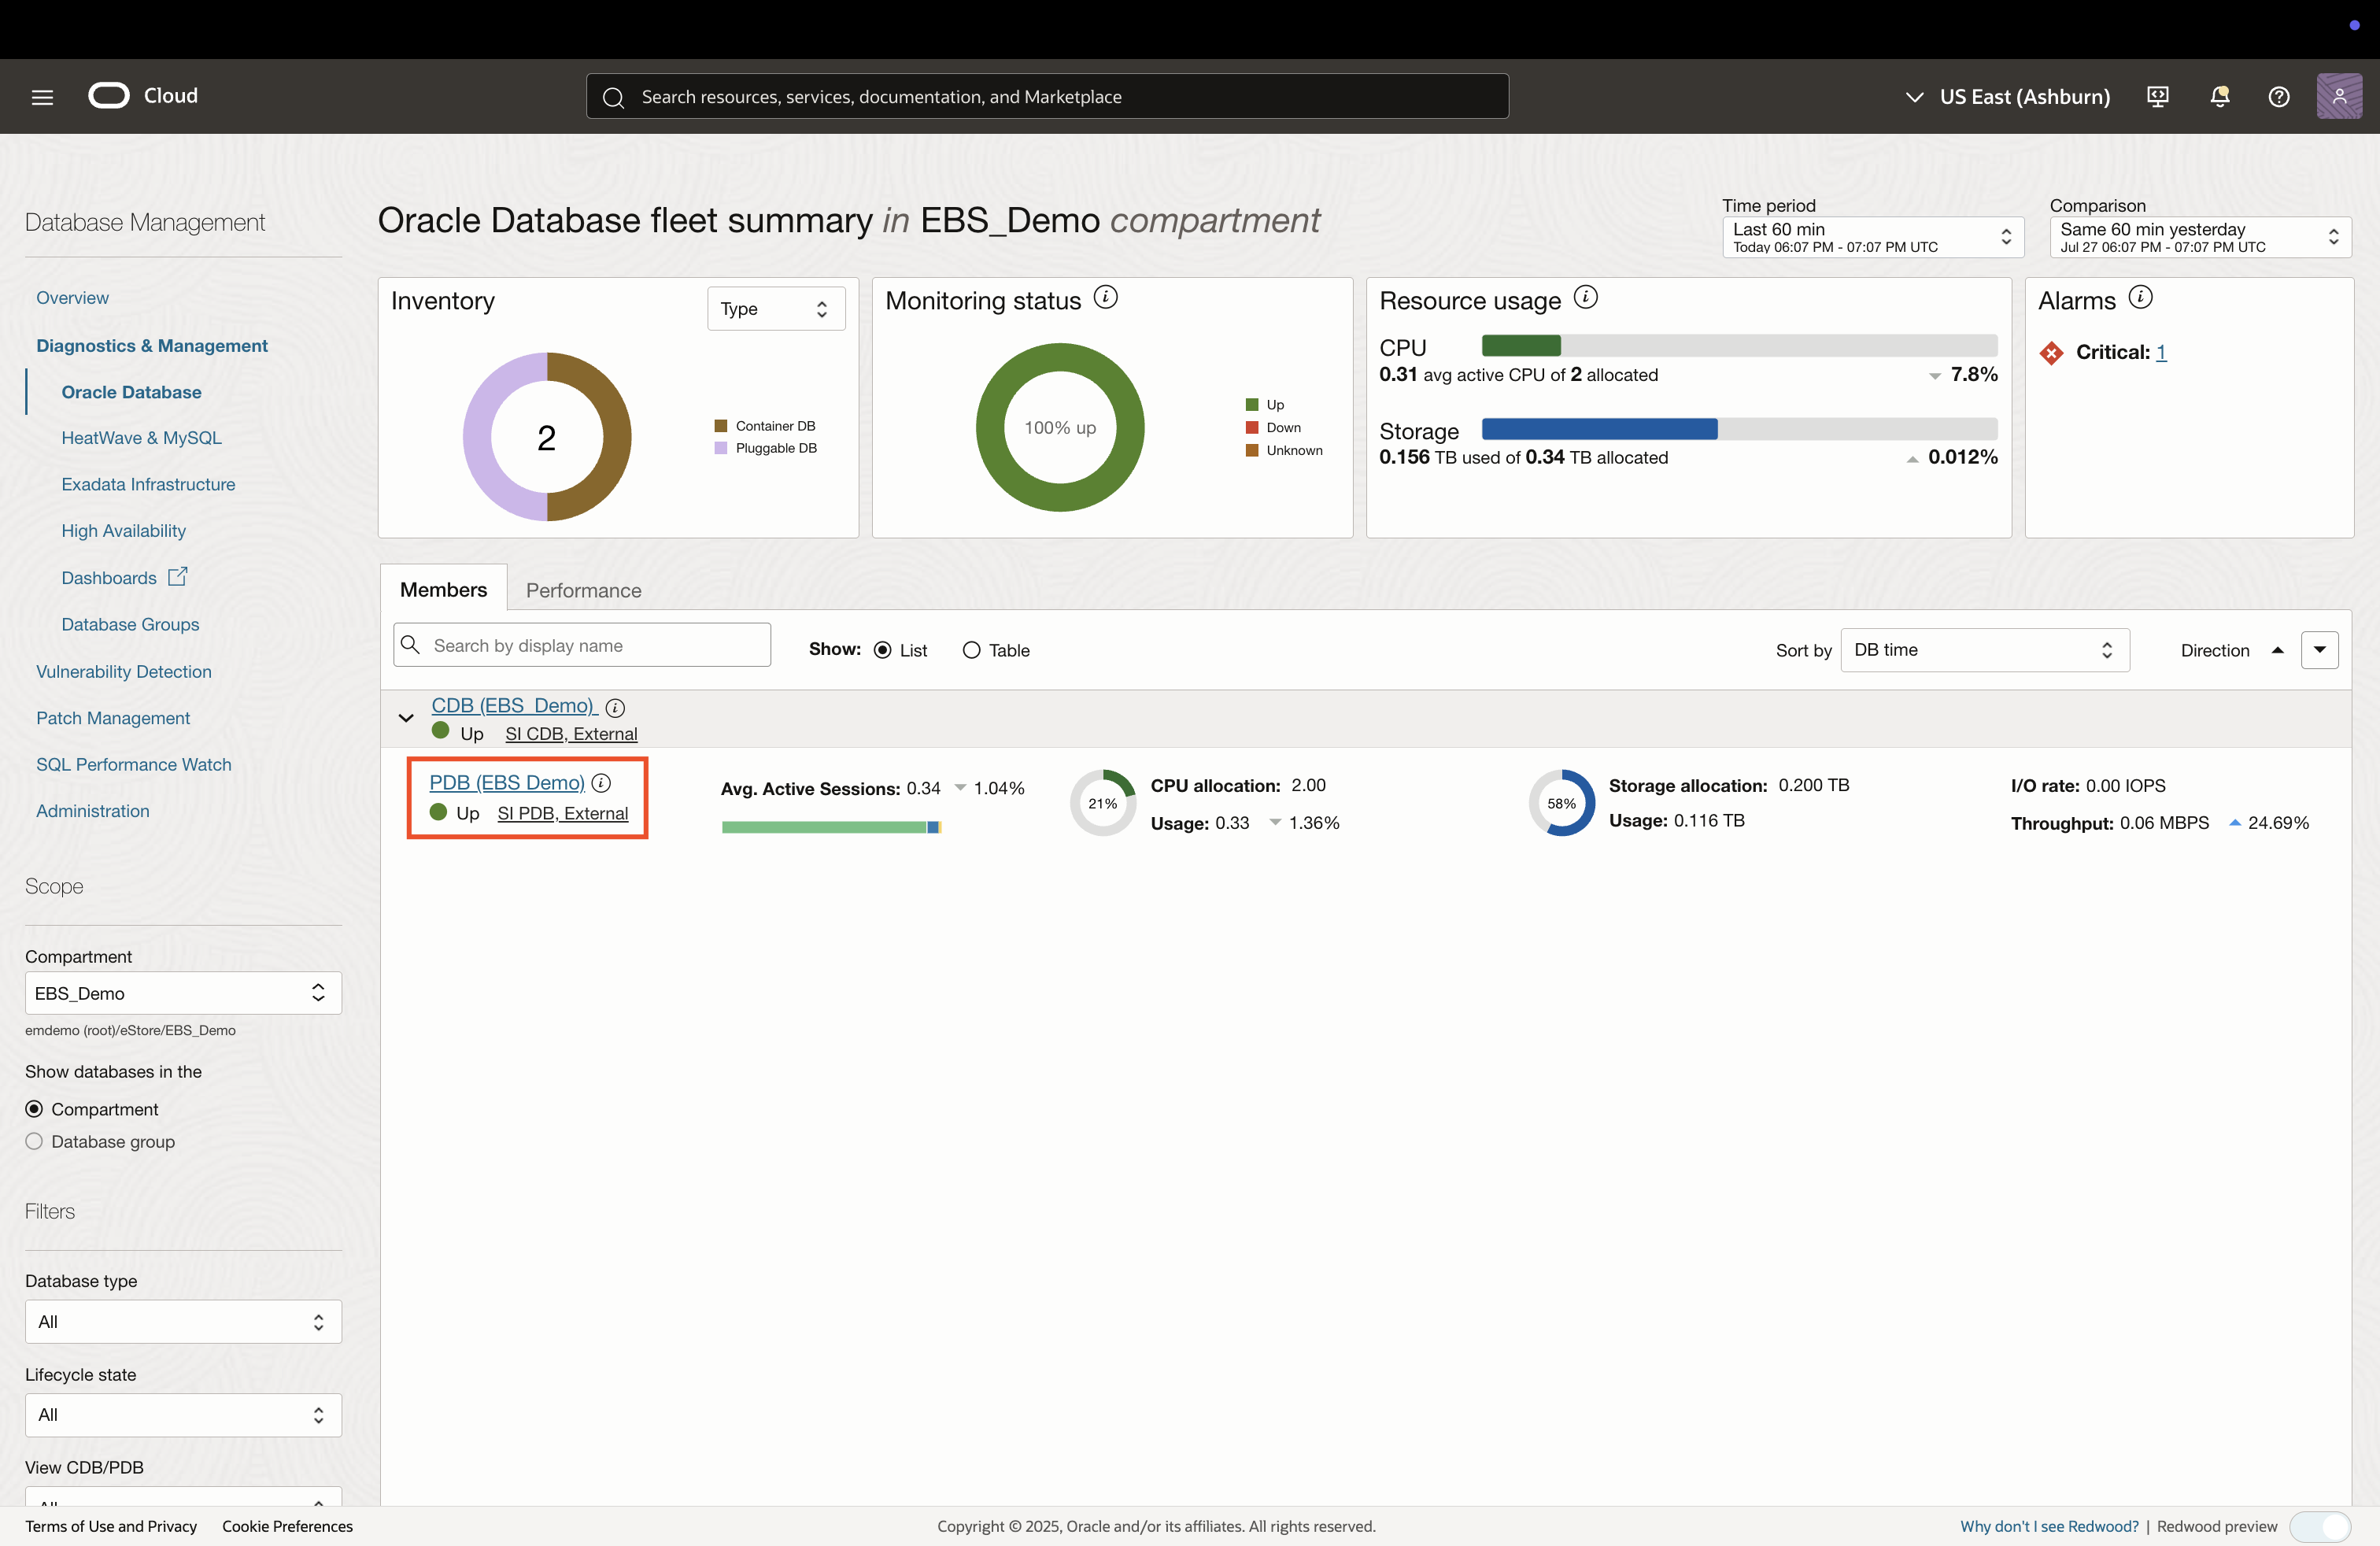 Cloud
Search resources, services, documentation, and Marketplace
US East (Ashburn)
Database Management
Overview
Diagnostics & Management
Oracle Database
HeatWave & MySQL
Exadata Infrastructure
High Availability
Dashboards
Database Groups
Vulnerability Detection
Patch Management
SQL Performance Watch
Administration
Scope
Compartment
EBS_Demo
emdemo (root)/eStore/EBS_Demo
Show databases in the
Compartment
Database group
Filters
Database type
All
Lifecycle state
All
View CDB/PDB
All
Oracle Database fleet summary in EBS_Demo compartment
Time period
Last 60 min
Today 06:07 PM - 07:07 PM UTC
Comparison
Same 60 min yesterday
Jul 27 06:07 PM - 07:07 PM UTC
Inventory
Type
2
Container DB
Pluggable DB
Monitoring status
100% up
Up
Down
Unknown
Resource usage
CPU
0.31 avg active CPU of 2 allocated
7.8%
Storage
0.156 TB used of 0.34 TB allocated
0.012%
Alarms
Critical: 1
Members
Performance
Search by display name
Show: List Table
Sort by DB time
Direction
CDB (EBS_Demo)
Up SI CDB, External
PDB (EBS Demo)
Up SI PDB, External
Avg. Active Sessions: 0.34 1.04%
21%
CPU allocation: 2.00
Usage: 0.33 1.36%
58%
Storage allocation: 0.200 TB
Usage: 0.116 TB
I/O rate: 0.00 IOPS
Throughput: 0.06 MBPS 24.69%
Terms of Use and Privacy Cookie Preferences
Copyright © 2025, Oracle and/or its affiliates. All rights reserved.
Why don't I see Redwood? | Redwood preview